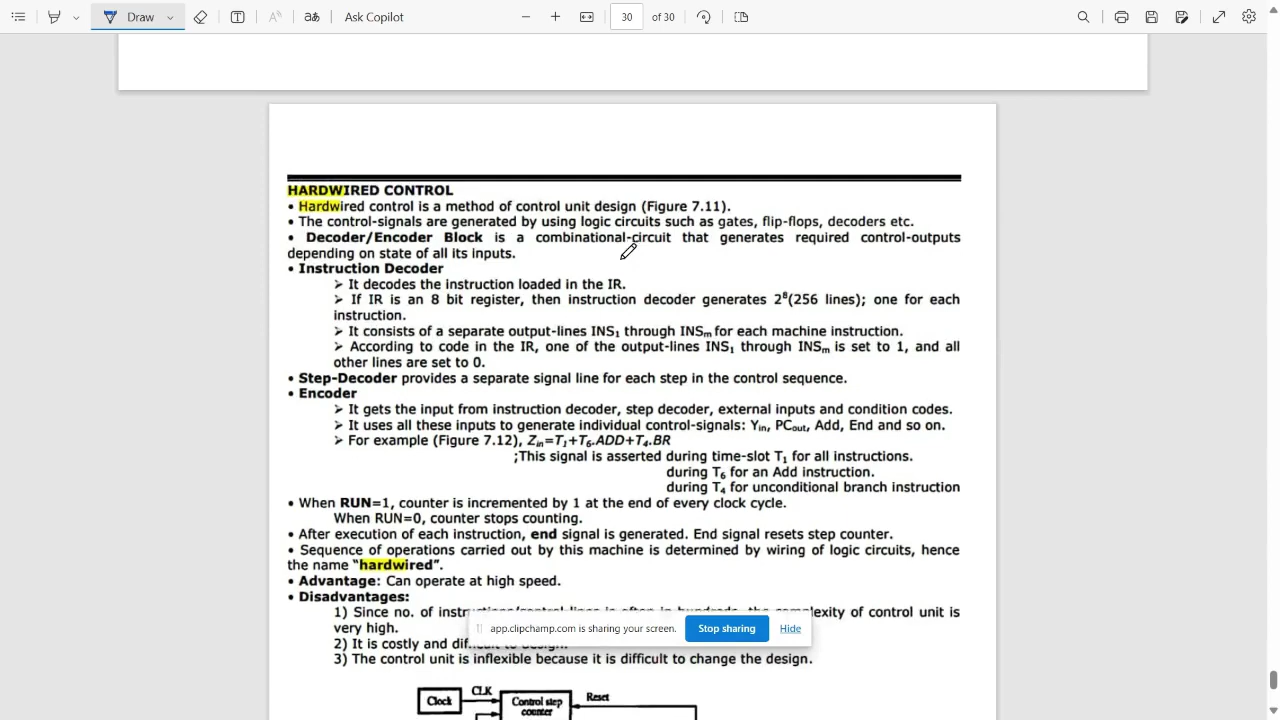 Draw
Ask Copilot
30 of 30
HARDWIRED CONTROL
• Hardwired control is a method of control unit design (Figure 7.11).
• The control-signals are generated by using logic circuits such as gates, flip-flops, decoders etc.
• Decoder/Encoder Block is a combinational-circuit that generates required control-outputs
depending on state of all its inputs.
• Instruction Decoder
➢ It decodes the instruction loaded in the IR.
➢ If IR is an 8 bit register, then instruction decoder generates 2⁸(256 lines); one for each
instruction.
➢ It consists of a separate output-lines INS₁ through INSₘ for each machine instruction.
➢ According to code in the IR, one of the output-lines INS₁ through INSₘ is set to 1, and all
other lines are set to 0.
• Step-Decoder provides a separate signal line for each step in the control sequence.
• Encoder
➢ It gets the input from instruction decoder, step decoder, external inputs and condition codes.
➢ It uses all these inputs to generate individual control-signals: Yin, PCout, Add, End and so on.
➢ For example (Figure 7.12), Zin=T₁+T₆.ADD+T₄.BR
;This signal is asserted during time-slot T₁ for all instructions.
during T₆ for an Add instruction.
during T₄ for unconditional branch instruction
• When RUN=1, counter is incremented by 1 at the end of every clock cycle.
When RUN=0, counter stops counting.
• After execution of each instruction, end signal is generated. End signal resets step counter.
• Sequence of operations carried out by this machine is determined by wiring of logic circuits, hence
the name “hardwired”.
• Advantage: Can operate at high speed.
• Disadvantages:
1) Since no. of complexity of control unit is
very high.
2) It is costly and
3) The control unit is inflexible because it is difficult to change the design.
app.clipchamp.com is sharing your screen.
Stop sharing
Hide
Clock
CLK
Control step
counter
Reset